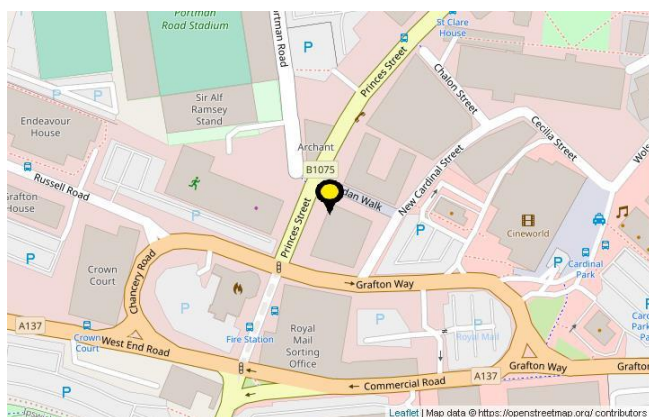 Portman
Road Stadium
P
Portman Road
St Clare
House
Princes Street
Chalon Street
Sir Alf
Ramsey
Stand
Endeavour
House
P
Archant
B1075
Cecilia Street
Russell Road
New Cardinal Street
Grafton
House
Princes Street
P
Cineworld
P
Crown
Court
Chancery Road
Cardinal
Park
P
Grafton Way
P
P
A137
Crown
Court
West End Road
Fire Station
Royal
Mail
Sorting
Office
P
Royal Mail
P
Commercial Road
A137
Grafton Way
Grafton
Leaflet | Map data © https://openstreetmap.org/ contributors